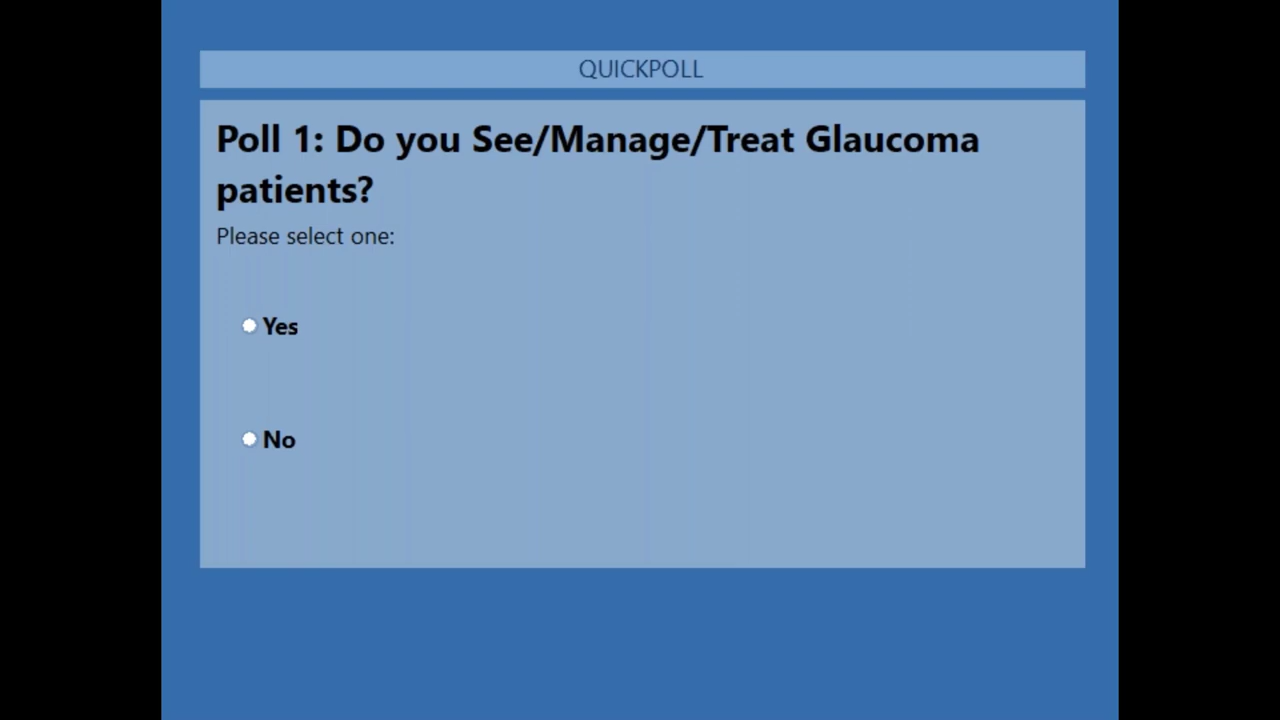 QUICKPOLL
Poll 1: Do you See/Manage/Treat Glaucoma
patients?
Please select one:
Yes
No